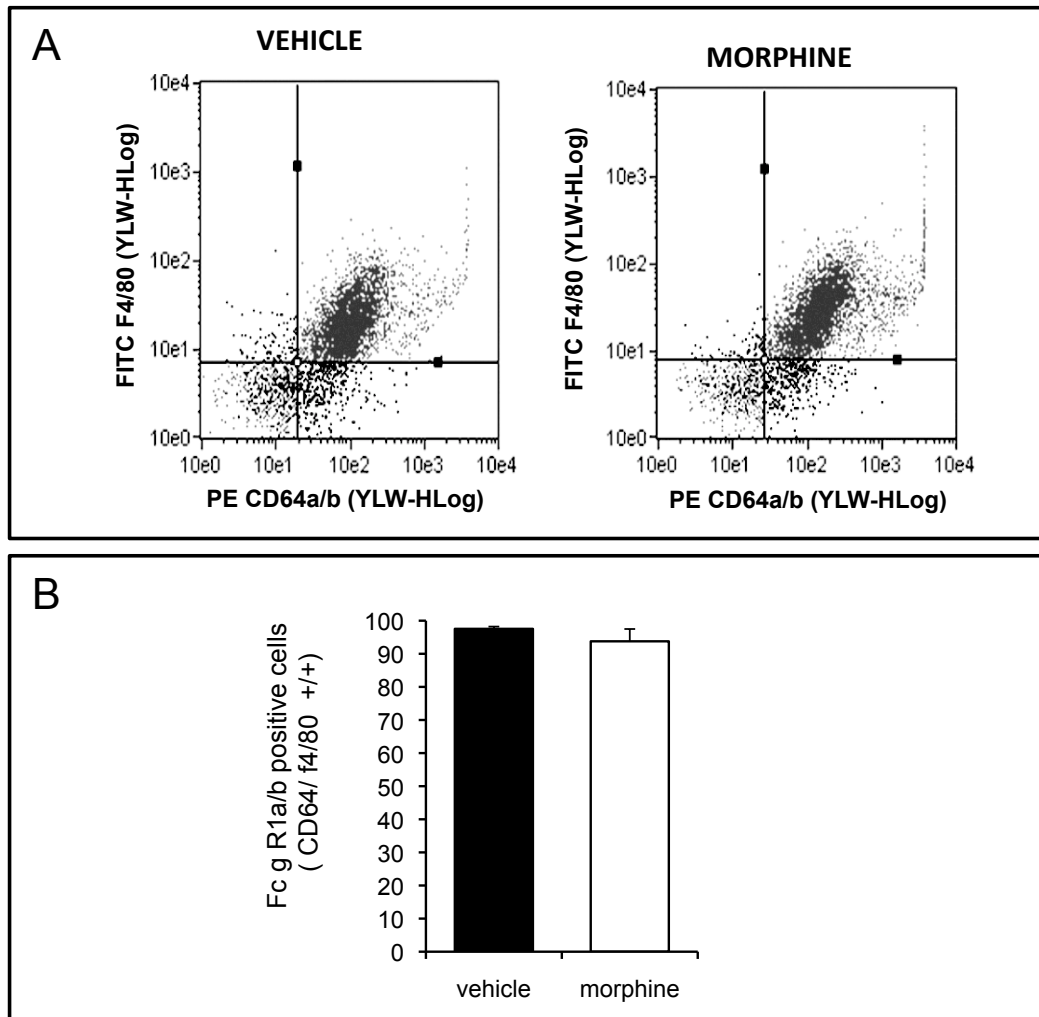 A
VEHICLE
MORPHINE
10e4
10e3
10e2
10e1
10e0
FITC F4/80 (YLW-HLog)
10e0 10e1 10e2 10e3 10e4
PE CD64a/b (YLW-HLog)
10e4
10e3
10e2
10e1
10e0
FITC F4/80 (YLW-HLog)
10e0 10e1 10e2 10e3 10e4
PE CD64a/b (YLW-HLog)
B
Fc g R1a/b positive cells
( CD64/ f4/80 +/+)
100
90
80
70
60
50
40
30
20
10
0
vehicle morphine